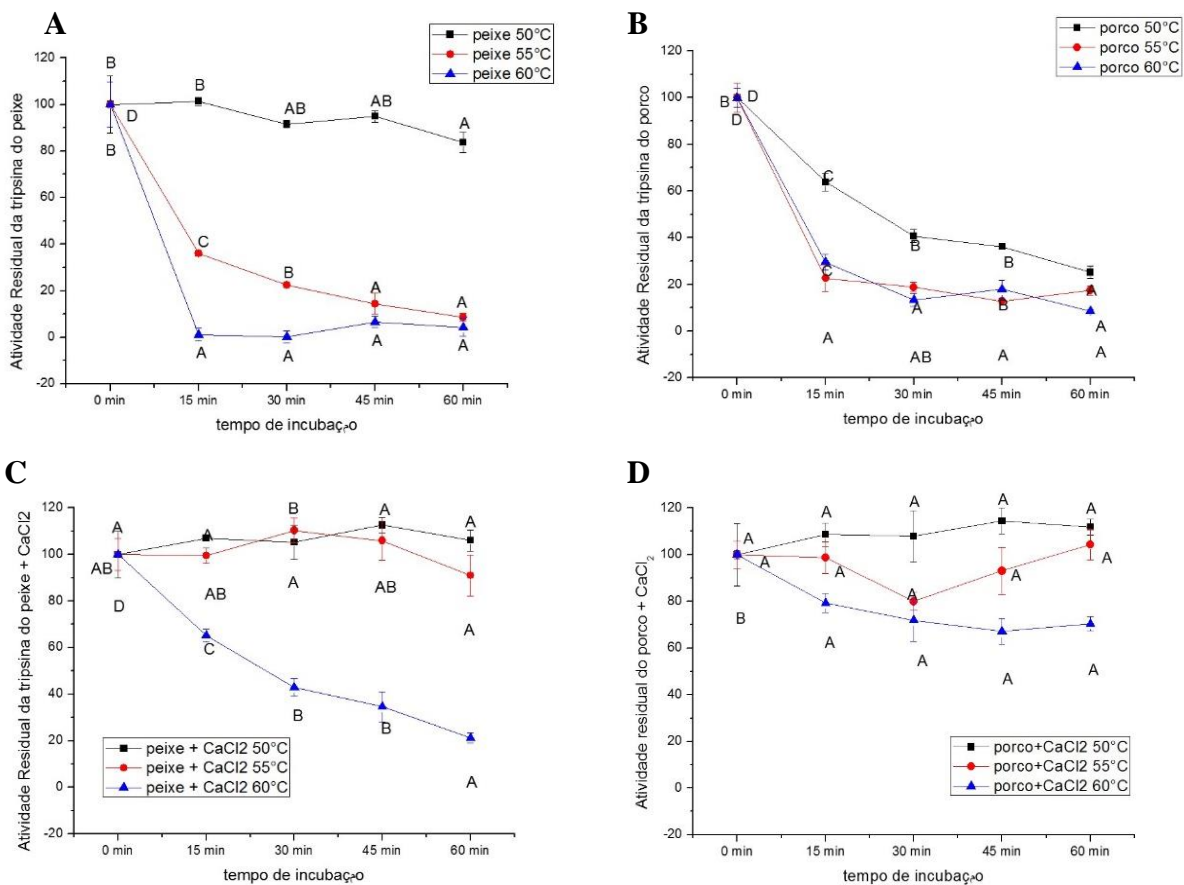 A
peixe 50°C
peixe 55°C
peixe 60°C
Atividade Residual da tripsina do peixe
120
100
80
60
40
20
0
-20
B
B
D
B
C
A
AB
B
A
AB
A
A
A
A
A
0 min
15 min
30 min
45 min
60 min
tempo de incubaç o
B
porco 50°C
porco 55°C
porco 60°C
Atividade Residual da tripsina do porco
120
100
80
60
40
20
0
-20
B
D
D
C
C
A
B
A
AB
B
B
A
A
A
A
0 min
15 min
30 min
45 min
60 min
tempo de incubaç o
C
Atividade Residual da tripsina do peixe + CaCl2
120
100
80
60
40
20
0
-20
A
AB
D
A
AB
C
B
A
B
A
AB
B
A
A
A
peixe + CaCl2 50°C
peixe + CaCl2 55°C
peixe + CaCl2 60°C
0 min
15 min
30 min
45 min
60 min
tempo de incubaç o
D
Atividade residual do porco + CaCl₂
120
100
80
60
40
20
0
-20
A
A
B
A
A
A
A
A
A
A
A
A
A
A
A
porco+CaCl2 50°C
porco+CaCl2 55°C
porco+CaCl2 60°C
0 min
15 min
30 min
45 min
60 min
tempo de incubaç o